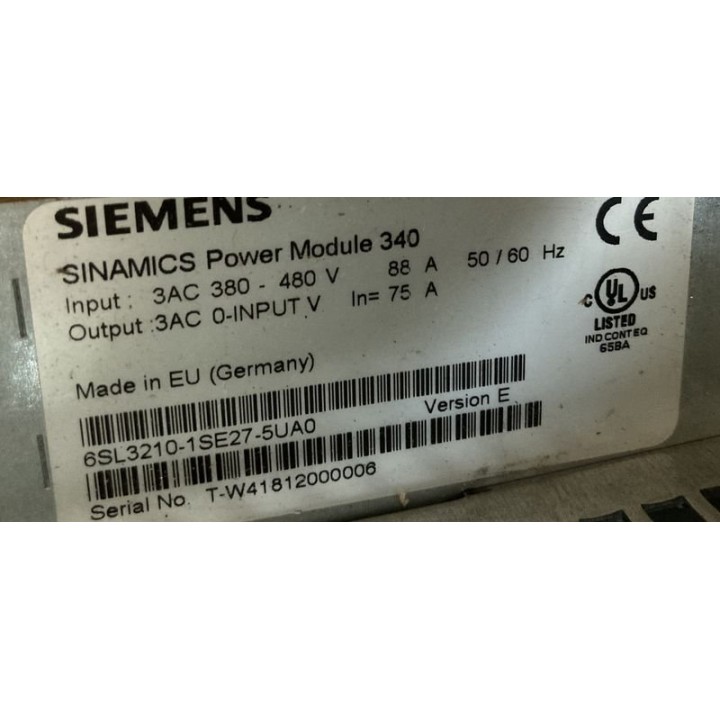 SIEMENS
SINAMICS Power Module 340
Input : 3AC 380 - 480 V 88 A 50 / 60 Hz
Output :3AC 0-INPUT V In= 75 A
Made in EU (Germany)
6SL3210-1SE27-5UA0 Version E
Serial No. T-W41812000006
CE
C UL US
LISTED
IND CONT EQ
65BA